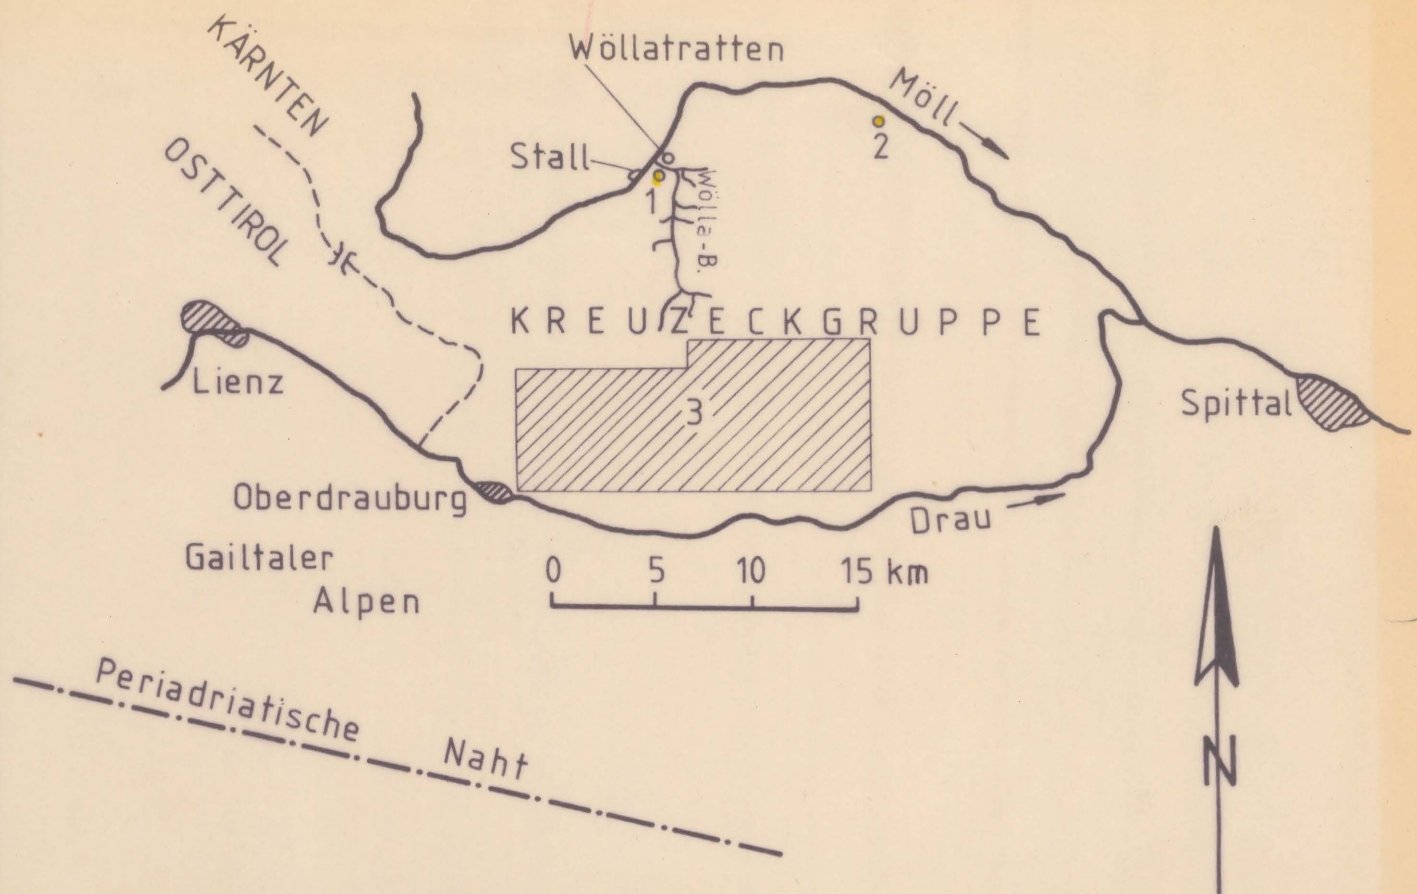 KÄRNTEN
OSTTIROL
Wöllatratten
Möll
Stall
1
2
Wölla-B.
KREUZECKGRUPPE
Lienz
3
Spittal
Oberdrauburg
Drau
Gailtaler
Alpen
0 5 10 15 km
Periadriatische Naht
N